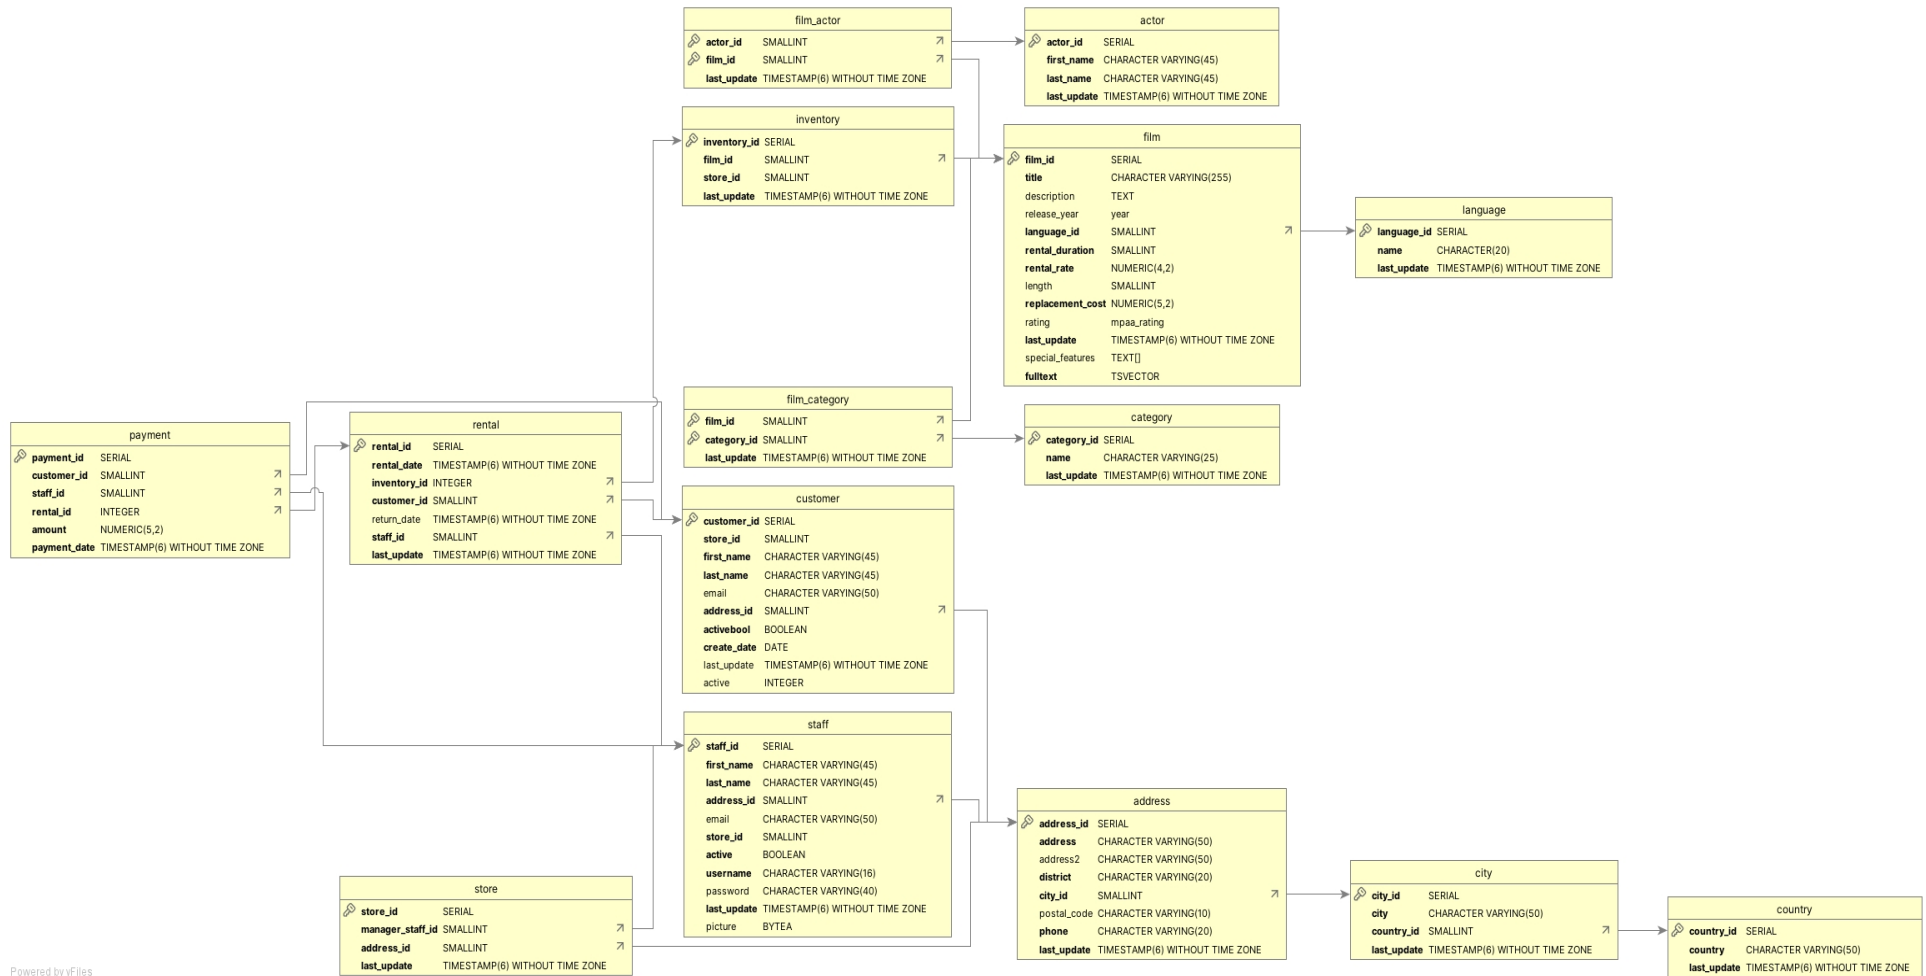 film_actor
actor_id SMALLINT
film_id SMALLINT
last_update TIMESTAMP(6) WITHOUT TIME ZONE
actor
actor_id SERIAL
first_name CHARACTER VARYING(45)
last_name CHARACTER VARYING(45)
last_update TIMESTAMP(6) WITHOUT TIME ZONE
inventory
inventory_id SERIAL
film_id SMALLINT
store_id SMALLINT
last_update TIMESTAMP(6) WITHOUT TIME ZONE
film
film_id SERIAL
title CHARACTER VARYING(255)
description TEXT
release_year year
language_id SMALLINT
rental_duration SMALLINT
rental_rate NUMERIC(4,2)
length SMALLINT
replacement_cost NUMERIC(5,2)
rating mpaa_rating
last_update TIMESTAMP(6) WITHOUT TIME ZONE
special_features TEXT[]
fulltext TSVECTOR
language
language_id SERIAL
name CHARACTER(20)
last_update TIMESTAMP(6) WITHOUT TIME ZONE
film_category
film_id SMALLINT
category_id SMALLINT
last_update TIMESTAMP(6) WITHOUT TIME ZONE
category
category_id SERIAL
name CHARACTER VARYING(25)
last_update TIMESTAMP(6) WITHOUT TIME ZONE
payment
payment_id SERIAL
customer_id SMALLINT
staff_id SMALLINT
rental_id INTEGER
amount NUMERIC(5,2)
payment_date TIMESTAMP(6) WITHOUT TIME ZONE
rental
rental_id SERIAL
rental_date TIMESTAMP(6) WITHOUT TIME ZONE
inventory_id INTEGER
customer_id SMALLINT
return_date TIMESTAMP(6) WITHOUT TIME ZONE
staff_id SMALLINT
last_update TIMESTAMP(6) WITHOUT TIME ZONE
customer
customer_id SERIAL
store_id SMALLINT
first_name CHARACTER VARYING(45)
last_name CHARACTER VARYING(45)
email CHARACTER VARYING(50)
address_id SMALLINT
activebool BOOLEAN
create_date DATE
last_update TIMESTAMP(6) WITHOUT TIME ZONE
active INTEGER
staff
staff_id SERIAL
first_name CHARACTER VARYING(45)
last_name CHARACTER VARYING(45)
address_id SMALLINT
email CHARACTER VARYING(50)
store_id SMALLINT
active BOOLEAN
username CHARACTER VARYING(16)
password CHARACTER VARYING(40)
last_update TIMESTAMP(6) WITHOUT TIME ZONE
picture BYTEA
store
store_id SERIAL
manager_staff_id SMALLINT
address_id SMALLINT
last_update TIMESTAMP(6) WITHOUT TIME ZONE
address
address_id SERIAL
address CHARACTER VARYING(50)
address2 CHARACTER VARYING(50)
district CHARACTER VARYING(20)
city_id SMALLINT
postal_code CHARACTER VARYING(10)
phone CHARACTER VARYING(20)
last_update TIMESTAMP(6) WITHOUT TIME ZONE
city
city_id SERIAL
city CHARACTER VARYING(50)
country_id SMALLINT
last_update TIMESTAMP(6) WITHOUT TIME ZONE
country
country_id SERIAL
country CHARACTER VARYING(50)
last_update TIMESTAMP(6) WITHOUT TIME ZONE
Powered by yFiles